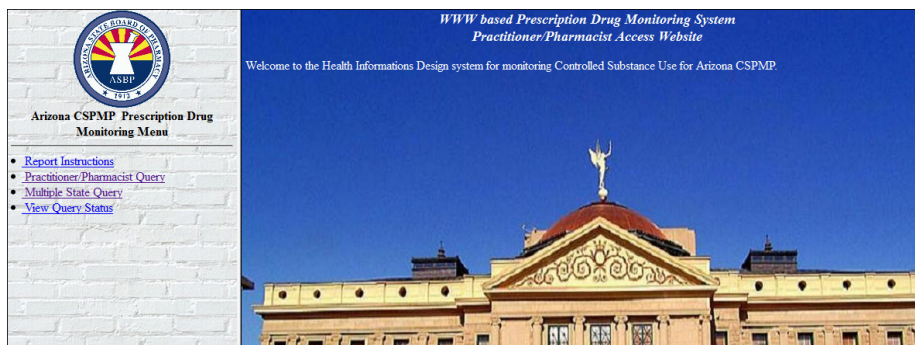 ARIZONA STATE BOARD OF PHARMACY
ASBP
1912
Arizona CSPMP Prescription Drug
Monitoring Menu
Report Instructions
Practitioner/Pharmacist Query
Multiple State Query
View Query Status
WWW based Prescription Drug Monitoring System
Practitioner/Pharmacist Access Website
Welcome to the Health Informations Design system for monitoring Controlled Substance Use for Arizona CSPMP.